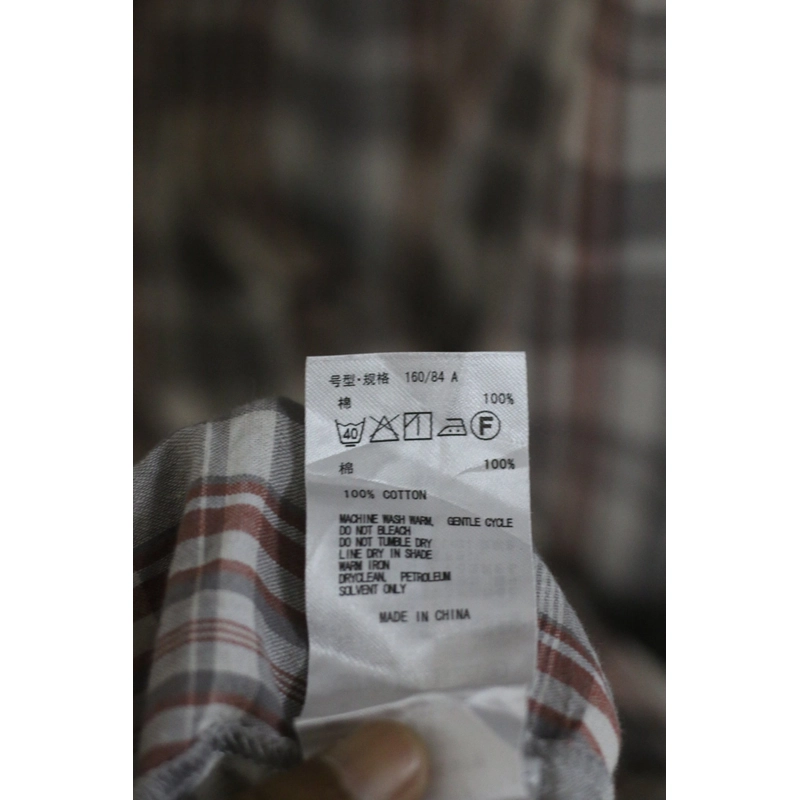 号型·规格 160/84 A
棉 100%
40 F
棉 100%
100% COTTON
MACHINE WASH WARM, GENTLE CYCLE
DO NOT BLEACH
DO NOT TUMBLE DRY
LINE DRY IN SHADE
WARM IRON
DRYCLEAN, PETROLEUM
SOLVENT ONLY
MADE IN CHINA